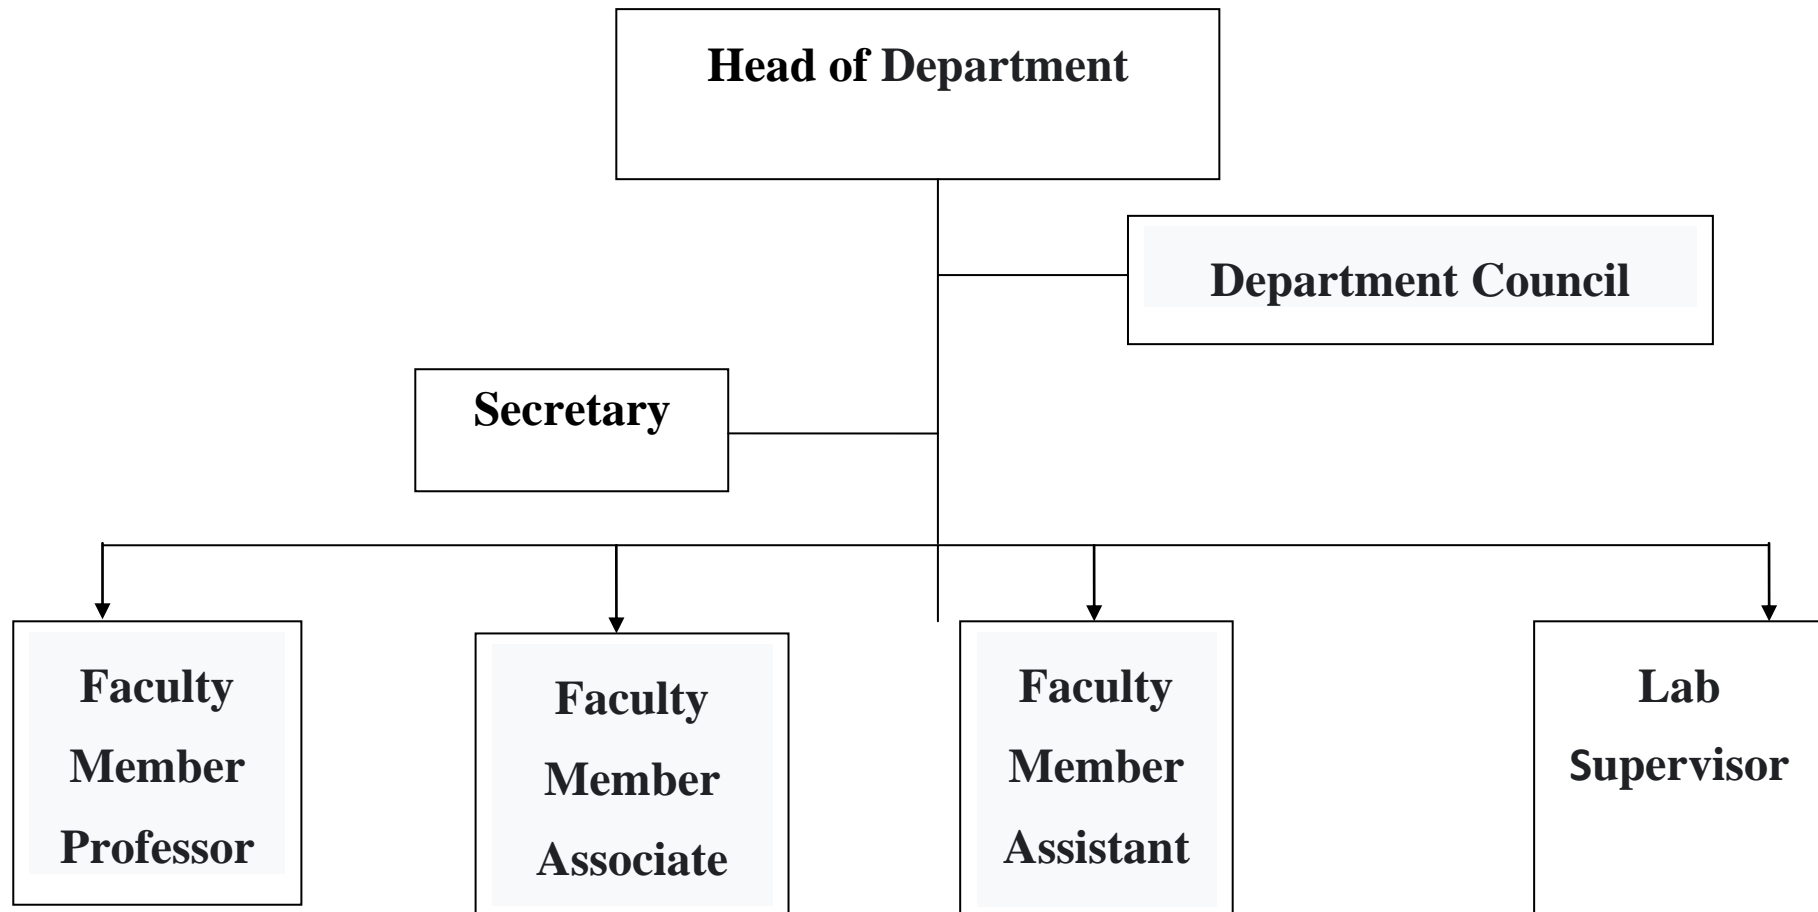 Head of Department
Department Council
Secretary
Faculty
Member
Professor
Faculty
Member
Associate
Faculty
Member
Assistant
Lab
Supervisor